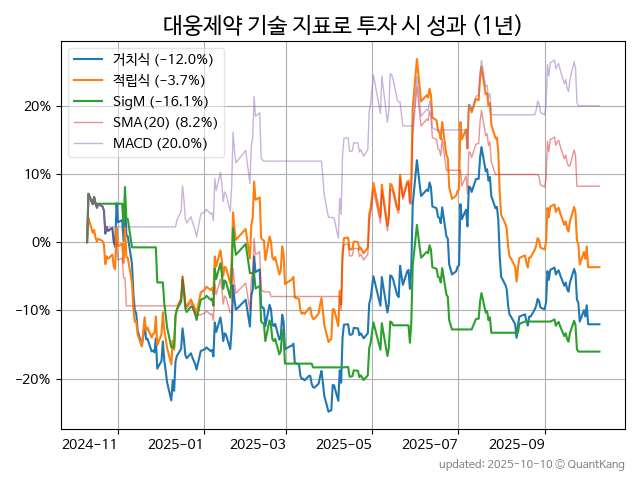 대웅제약 기술 지표로 투자 시 성과 (1년)
거치식 (−12.0%)
적립식 (−3.7%)
SigM (−16.1%)
SMA(20) (8.2%)
MACD (20.0%)
20%
10%
0%
−10%
−20%
2024-11
2025-01
2025-03
2025-05
2025-07
2025-09
updated: 2025-10-10 © QuantKang